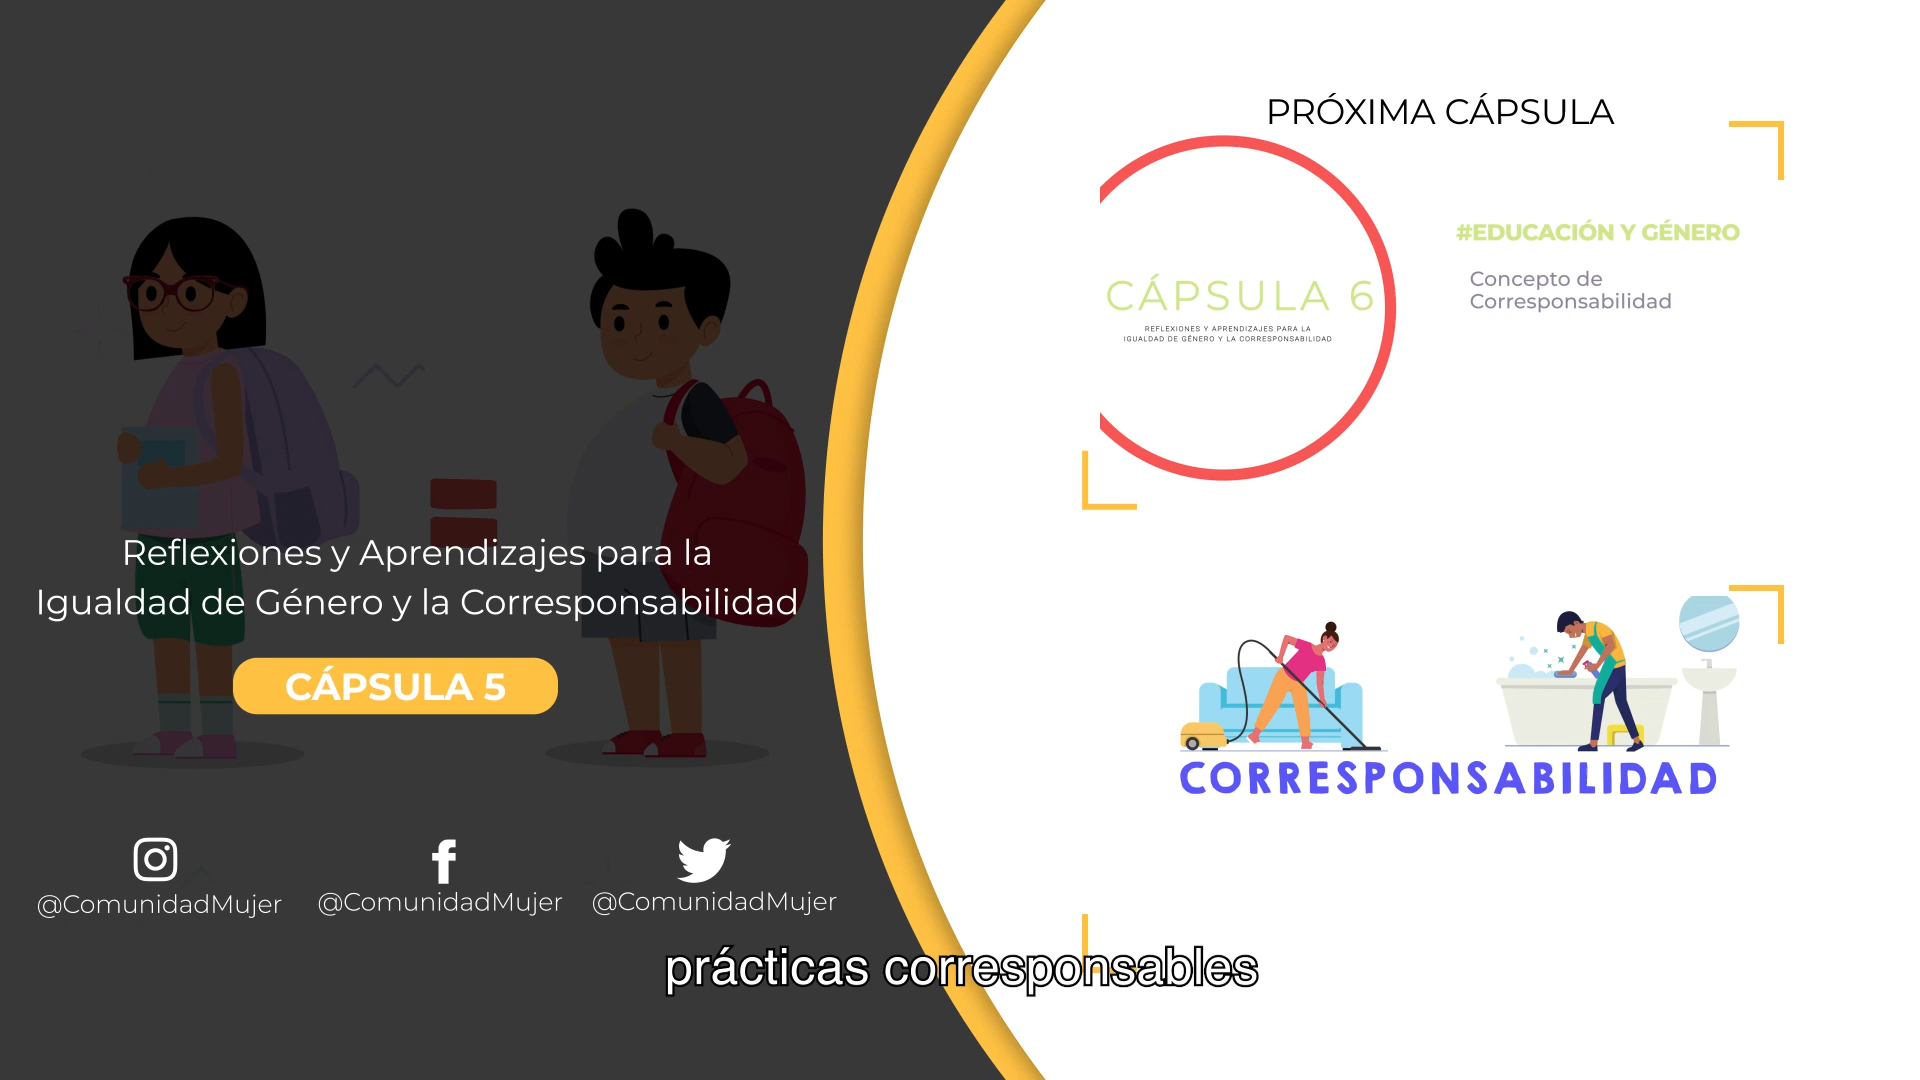 Reflexiones y Aprendizajes para la
Igualdad de Género y la Corresponsabilidad
CÁPSULA 5
@ComunidadMujer
@ComunidadMujer
@ComunidadMujer
PRÓXIMA CÁPSULA
CÁPSULA 6
REFLEXIONES Y APRENDIZAJES PARA LA
IGUALDAD DE GÉNERO Y LA CORRESPONSABILIDAD
#EDUCACIÓN Y GÉNERO
Concepto de
Corresponsabilidad
CORRESPONSABILIDAD
prácticas corresponsables